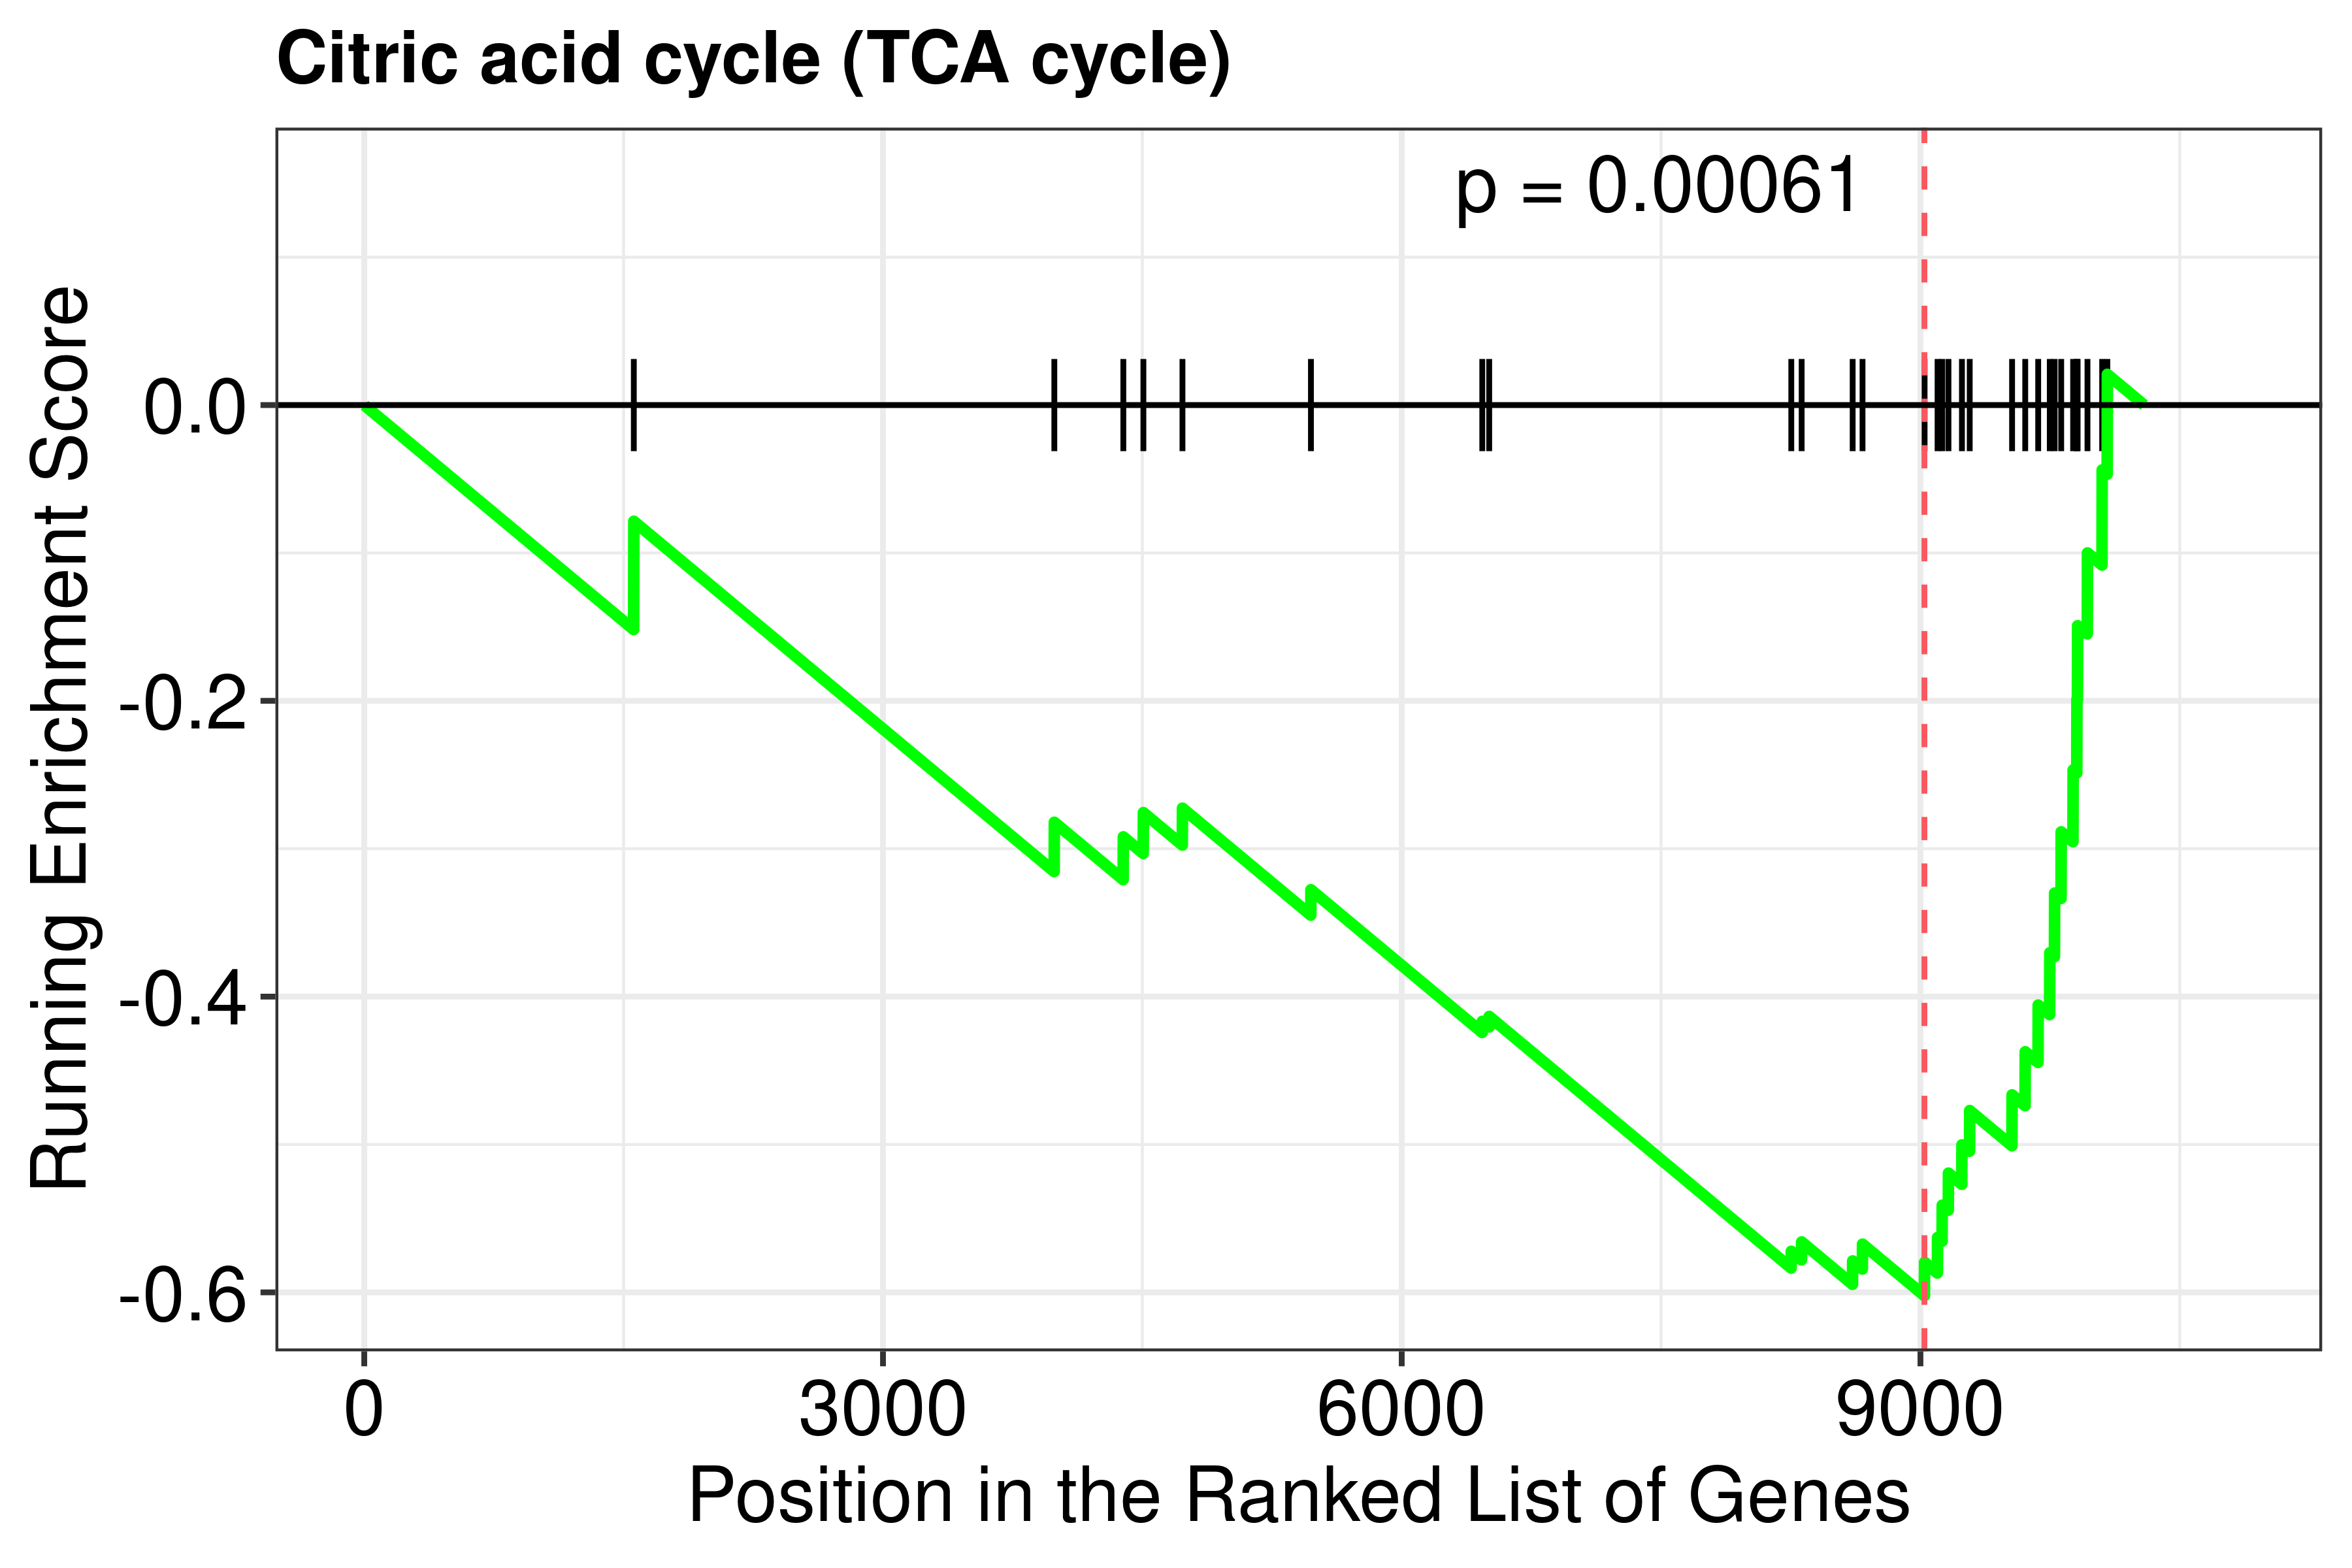 Citric acid cycle (TCA cycle)
p = 0.00061
Running Enrichment Score
0.0
-0.2
-0.4
-0.6
0 3000 6000 9000
Position in the Ranked List of Genes